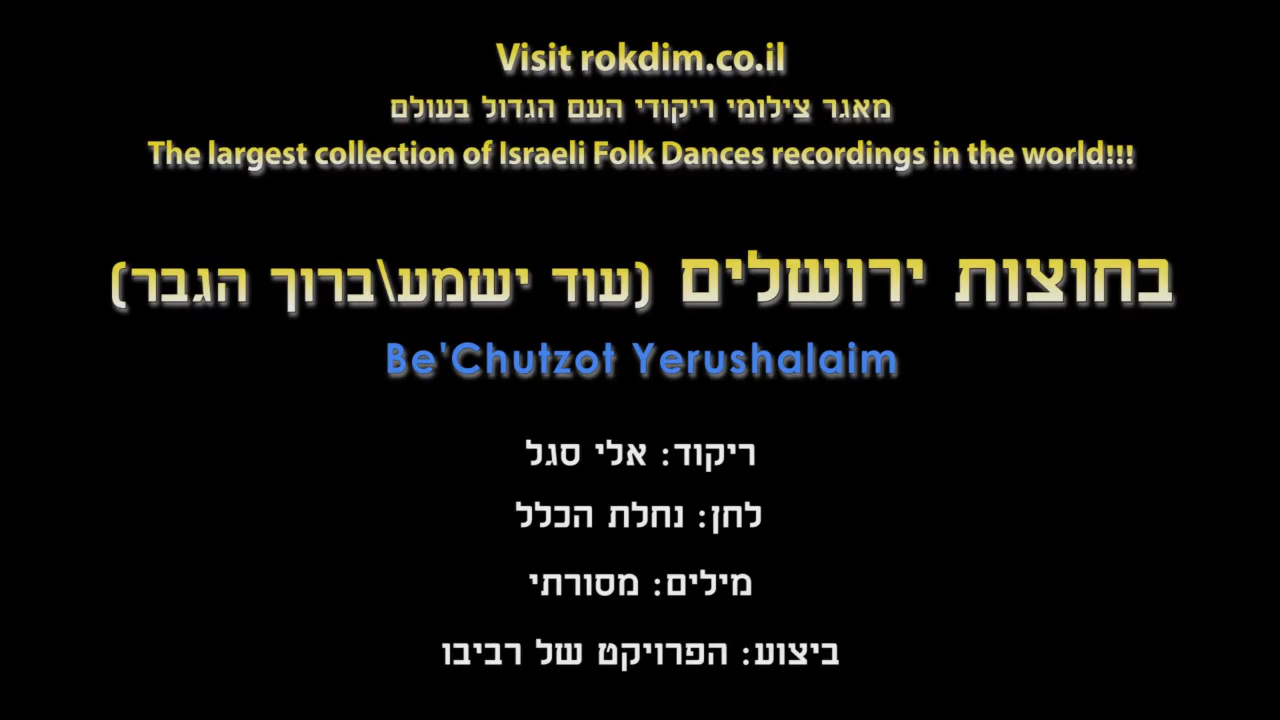 Visit rokdim.co.il
מאגר צילומי ריקודי העם הגדול בעולם
The largest collection of Israeli Folk Dances recordings in the world!!!
בחוצות ירושלים (עוד ישמע\ברוך הגבר)
Be'Chutzot Yerushalaim
ריקוד: אלי סגל
לחן: נחלת הכלל
מילים: מסורתי
ביצוע: הפרויקט של רביבו